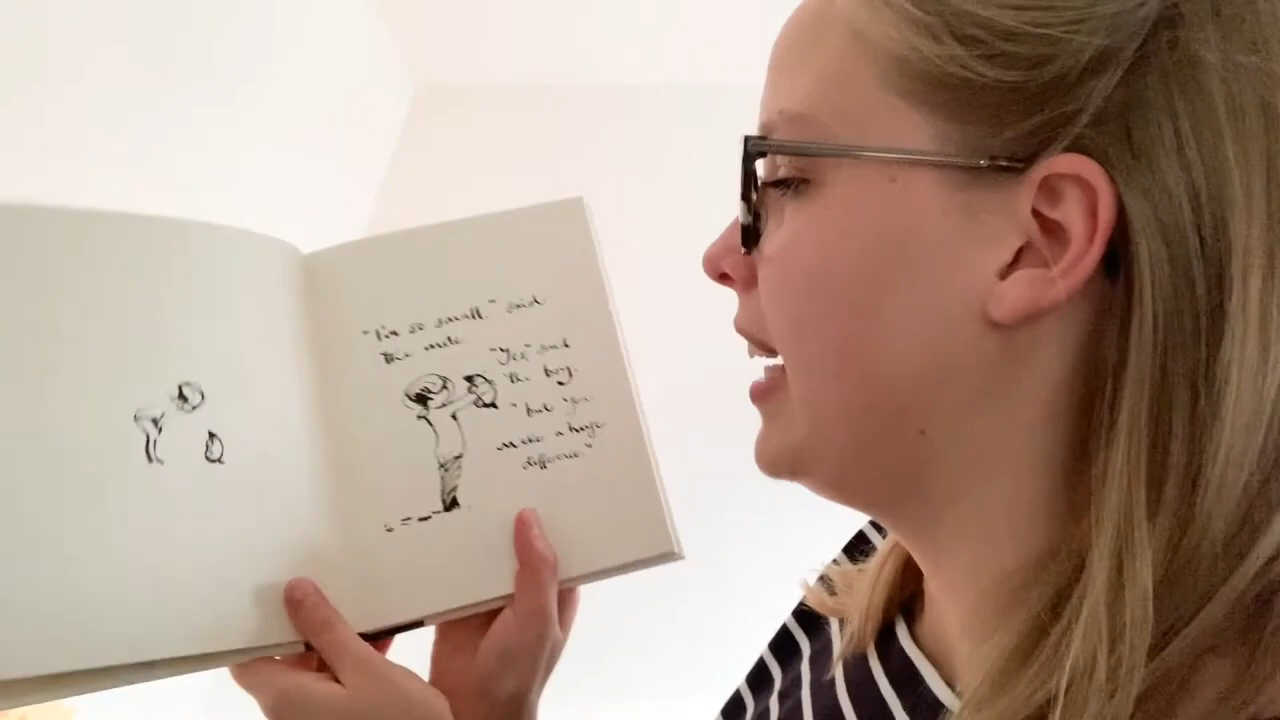 "I'm so small." said
the mole.
"Yes," said
the boy.
"but you
make a huge
difference."